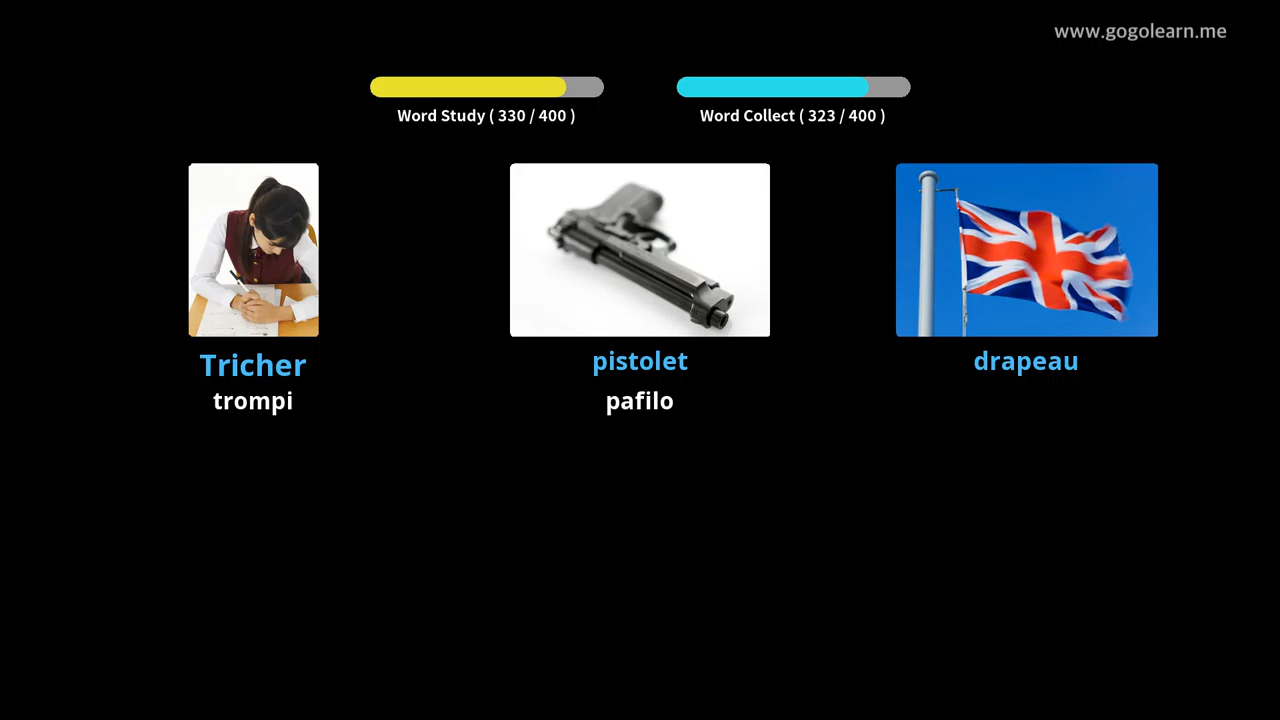 www.gogolearn.me
Word Study ( 330 / 400 )
Word Collect ( 323 / 400 )
Tricher
trompi
pistolet
pafilo
drapeau